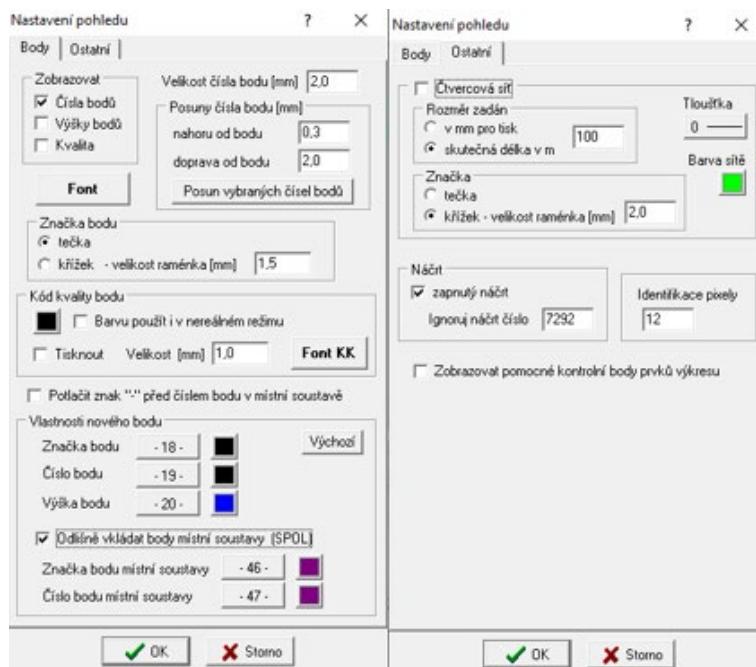 Nastavení pohledu ?
Body Ostatní
Zobrazovat
Čísla bodů
Výšky bodů
Kvalita
Font
Velikost čísla bodu [mm] 2,0
Posuny čísla bodu [mm]
nahoru od bodu 0,3
doprava od bodu 2,0
Posun vybraných čísel bodů
Značka bodu
tečka
křížek - velikost raménka [mm] 1,5
Kód kvality bodu
Barvu použít i v nereálném režimu
Tisknout Velikost [mm] 1,0 Font KK
Potlačit znak "-" před číslem bodu v místní soustavě
Vlastnosti nového bodu
Značka bodu - 18 - Výchozí
Číslo bodu - 19 -
Výška bodu - 20 -
Odlišně vkládat body místní soustavy (SPOL)
Značka bodu místní soustavy - 46 -
Číslo bodu místní soustavy - 47 -
OK Storno
Nastavení pohledu ?
Body Ostatní
Čtvercová síť
Rozměr zadán
v mm pro tisk
skutečná délka v m
100
Tloušťka
0
Barva sítě
Značka
tečka
křížek - velikost raménka [mm] 2,0
Náčrt
zapnutý náčrt
Ignoruj náčrt číslo 7292
Identifikace pixely
12
Zobrazovat pomocné kontrolní body prvků výkresu
OK Storno